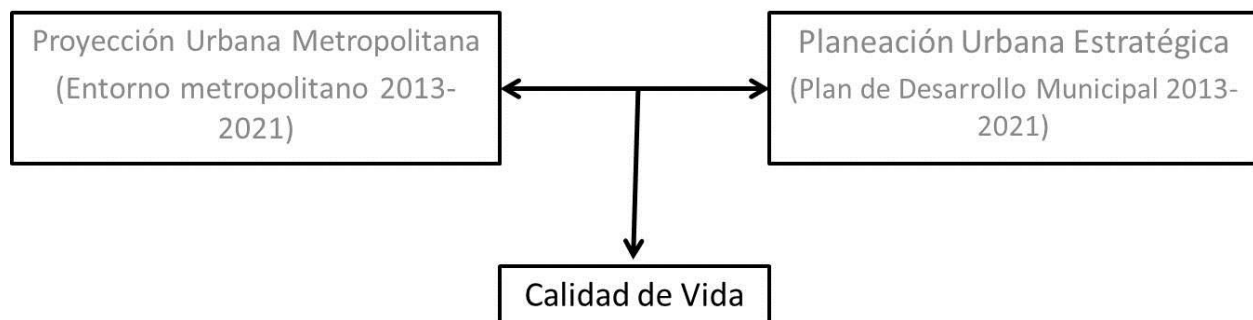 Proyección Urbana Metropolitana
(Entorno metropolitano 2013-
2021)
Planeación Urbana Estratégica
(Plan de Desarrollo Municipal 2013-
2021)
Calidad de Vida